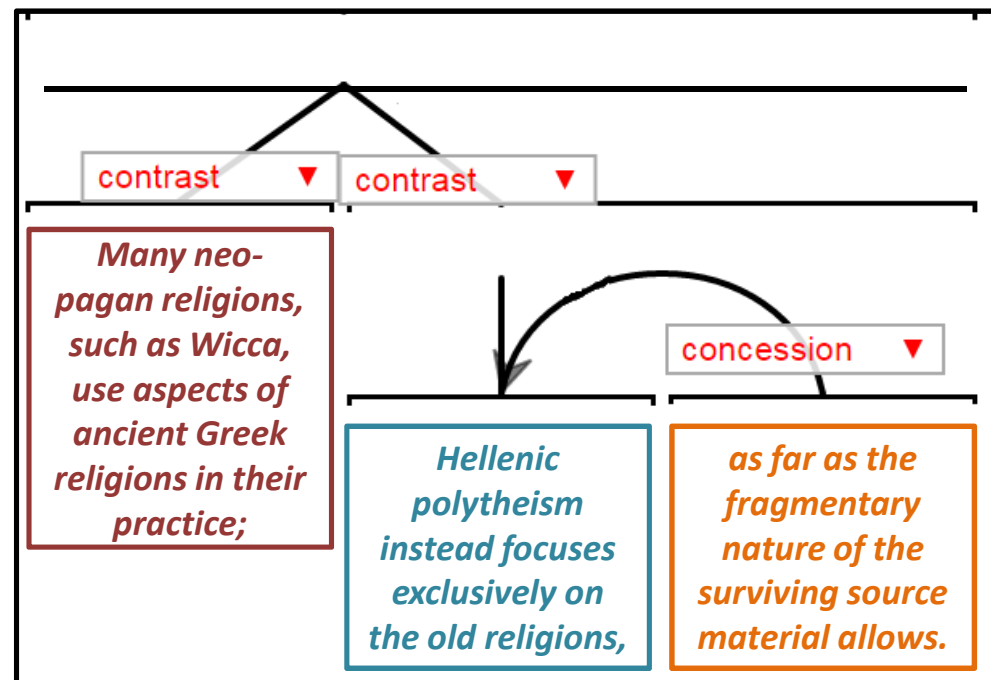 contrast ▼
contrast ▼
Many neo-
pagan religions,
such as Wicca,
use aspects of
ancient Greek
religions in their
practice;
concession ▼
Hellenic
polytheism
instead focuses
exclusively on
the old religions,
as far as the
fragmentary
nature of the
surviving source
material allows.